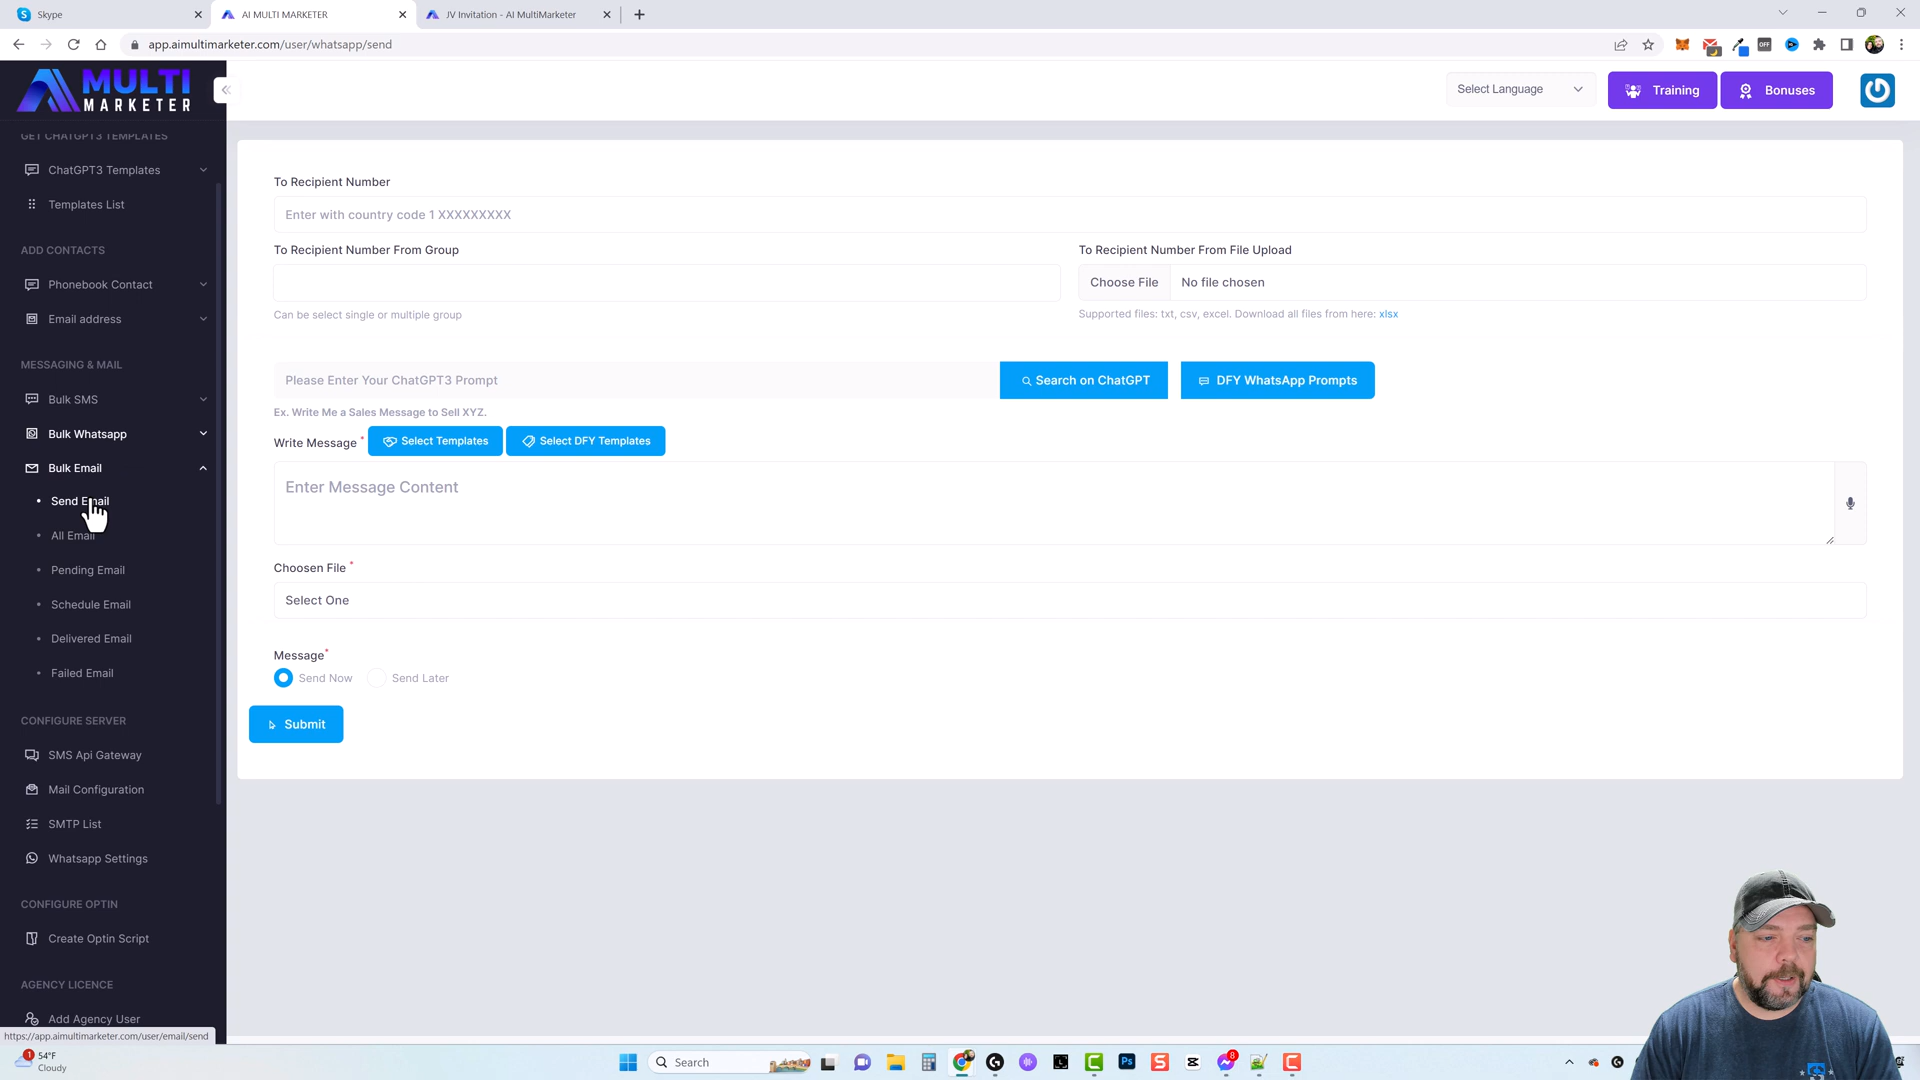 Skype
AI MULTI MARKETER
JV Invitation - AI MultiMarketer
app.aimultimarketer.com/user/whatsapp/send
OFF
MULTI
MARKETER
Select Language
Training
Bonuses
GET CHATGPT3 TEMPLATES
ChatGPT3 Templates
Templates List
ADD CONTACTS
Phonebook Contact
Email address
MESSAGING & MAIL
Bulk SMS
Bulk Whatsapp
Bulk Email
Send Email
All Email
Pending Email
Schedule Email
Delivered Email
Failed Email
CONFIGURE SERVER
SMS Api Gateway
Mail Configuration
SMTP List
Whatsapp Settings
CONFIGURE OPTIN
Create Optin Script
AGENCY LICENCE
Add Agency User
https://app.aimultimarketer.com/user/email/send
To Recipient Number
Enter with country code 1 XXXXXXXXX
To Recipient Number From Group
Can be select single or multiple group
To Recipient Number From File Upload
Choose File No file chosen
Supported files: txt, csv, excel. Download all files from here: xlsx
Please Enter Your ChatGPT3 Prompt
Search on ChatGPT
DFY WhatsApp Prompts
Ex. Write Me a Sales Message to Sell XYZ.
Write Message *
Select Templates
Select DFY Templates
Enter Message Content
Choosen File *
Select One
Message*
Send Now
Send Later
Submit
1
54°F
Cloudy
Search
L
Ps
S
8